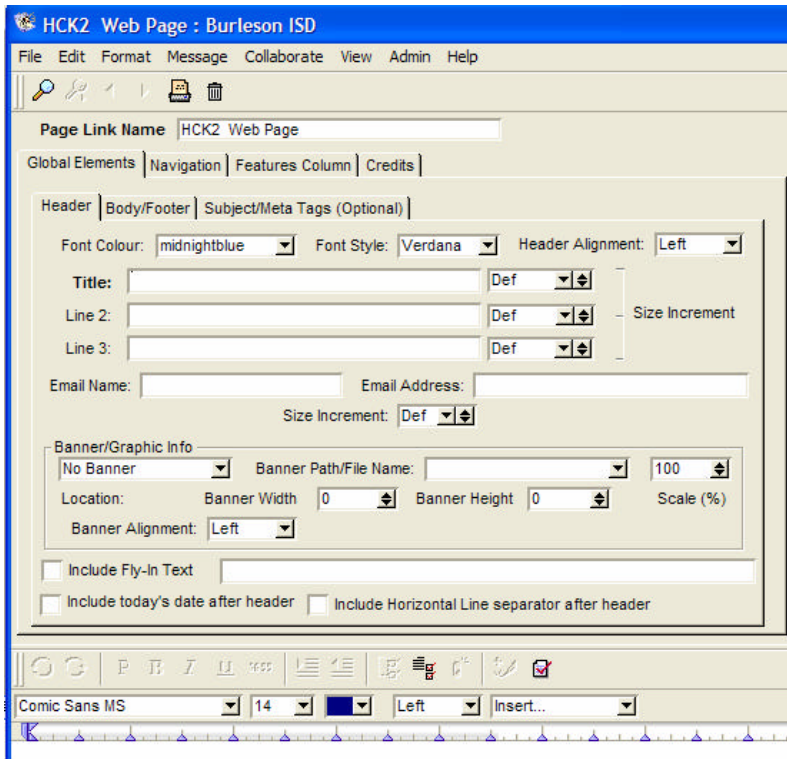 HCK2 Web Page : Burleson ISD
File Edit Format Message Collaborate View Admin Help
Page Link Name HCK2 Web Page
Global Elements Navigation Features Column Credits
Header Body/Footer Subject/Meta Tags (Optional)
Font Colour: midnightblue Font Style: Verdana Header Alignment: Left
Title: Def
Line 2: Def Size Increment
Line 3: Def
Email Name: Email Address:
Size Increment: Def
Banner/Graphic Info
No Banner Banner Path/File Name: 100
Location: Banner Width 0 Banner Height 0 Scale (%)
Banner Alignment: Left
Include Fly-In Text
Include today's date after header Include Horizontal Line separator after header
P B I U
Comic Sans MS 14 Left Insert...